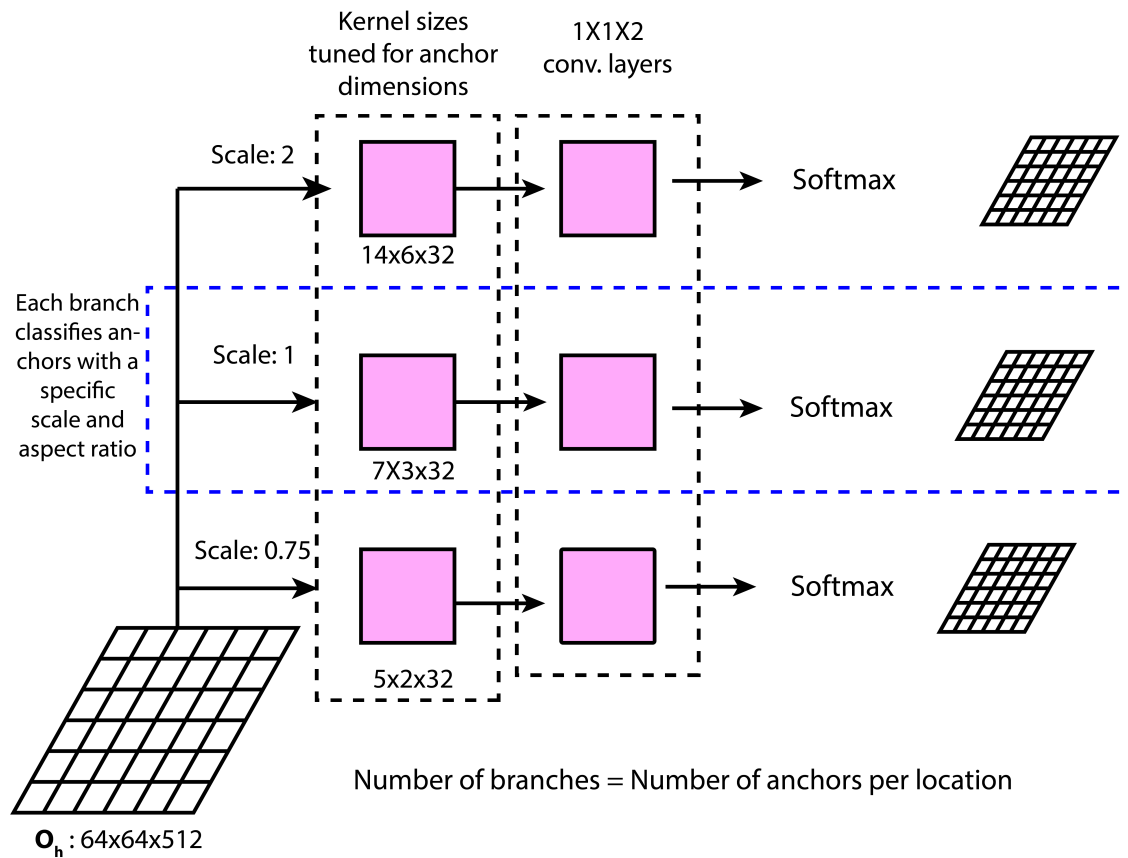 Kernel sizes
tuned for anchor
dimensions
1X1X2
conv. layers
Scale: 2
14x6x32
Softmax
Each branch
classifies an-
chors with a
specific
scale and
aspect ratio
Scale: 1
7X3x32
Softmax
Scale: 0.75
5x2x32
Softmax
Number of branches = Number of anchors per location
Oh : 64x64x512